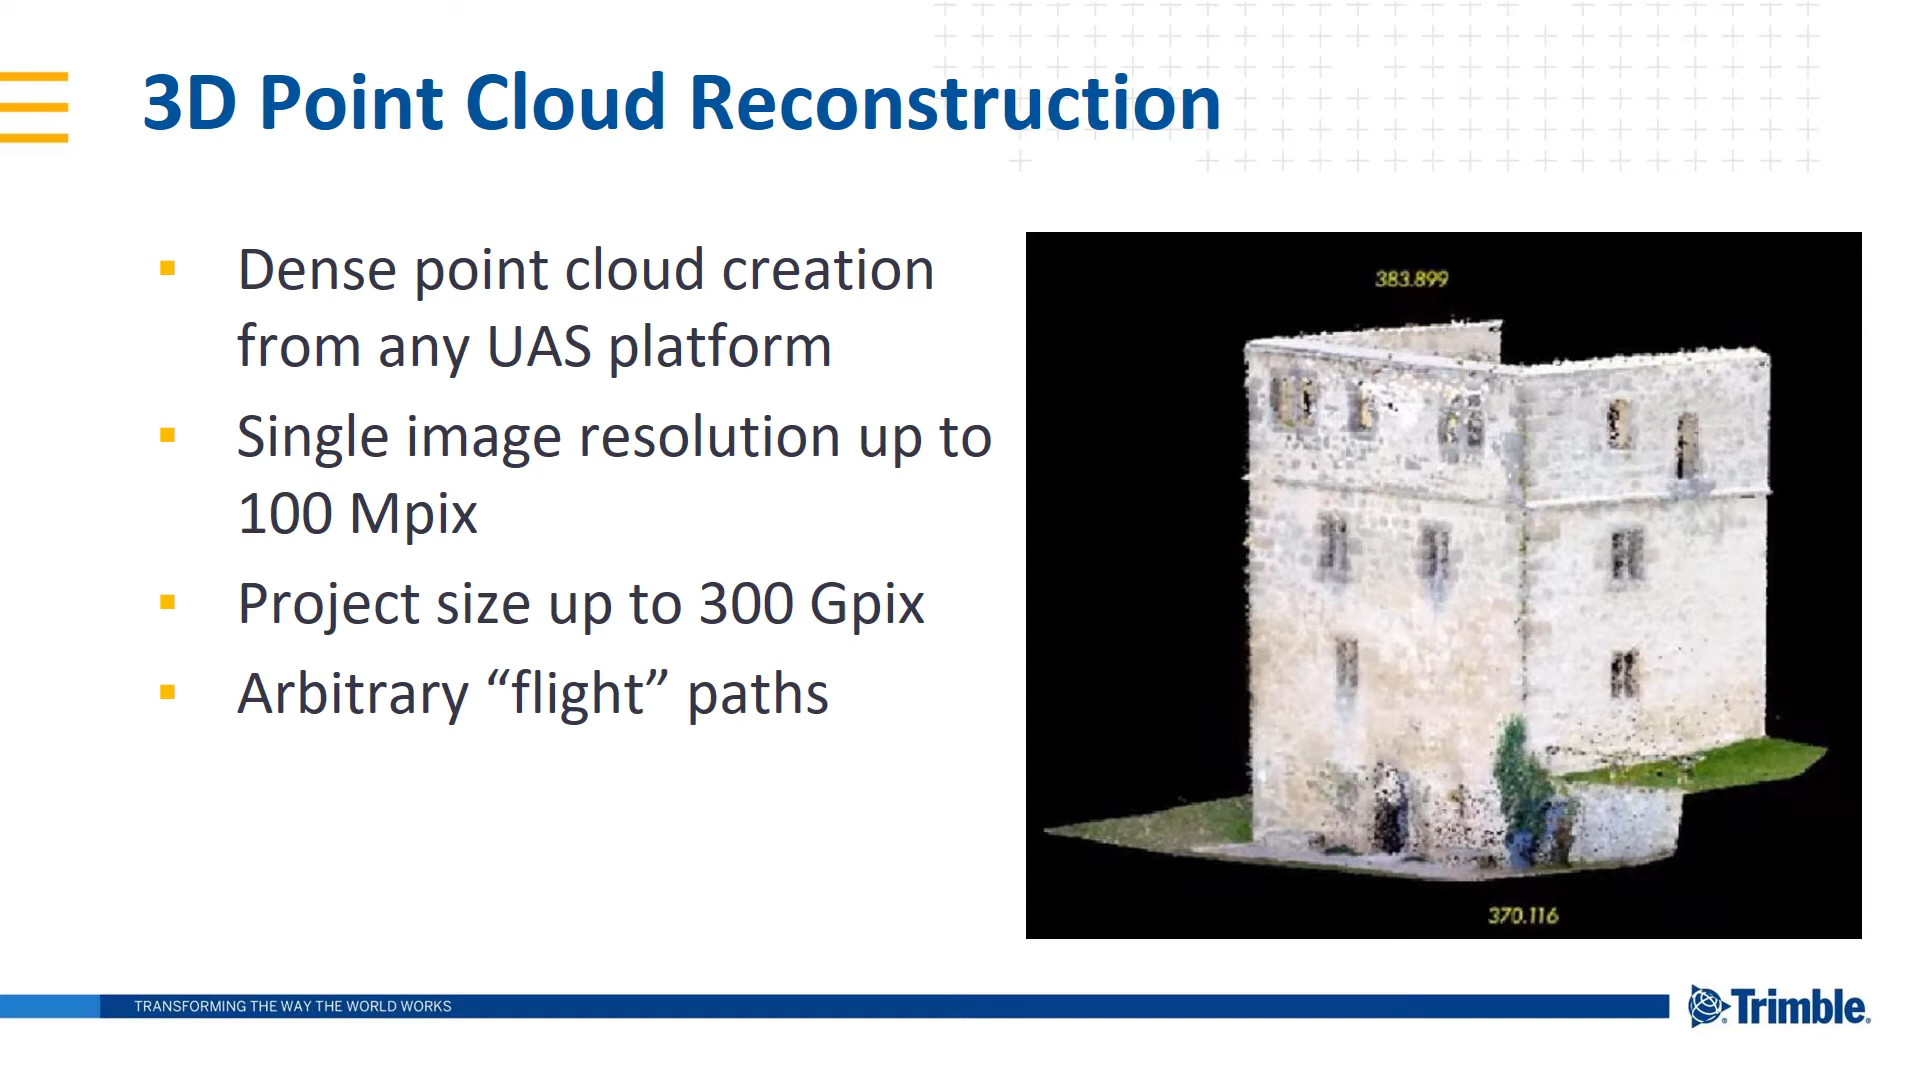 3D Point Cloud Reconstruction
Dense point cloud creation
from any UAS platform
Single image resolution up to
100 Mpix
Project size up to 300 Gpix
Arbitrary “flight” paths
383.899
370.116
TRANSFORMING THE WAY THE WORLD WORKS
Trimble